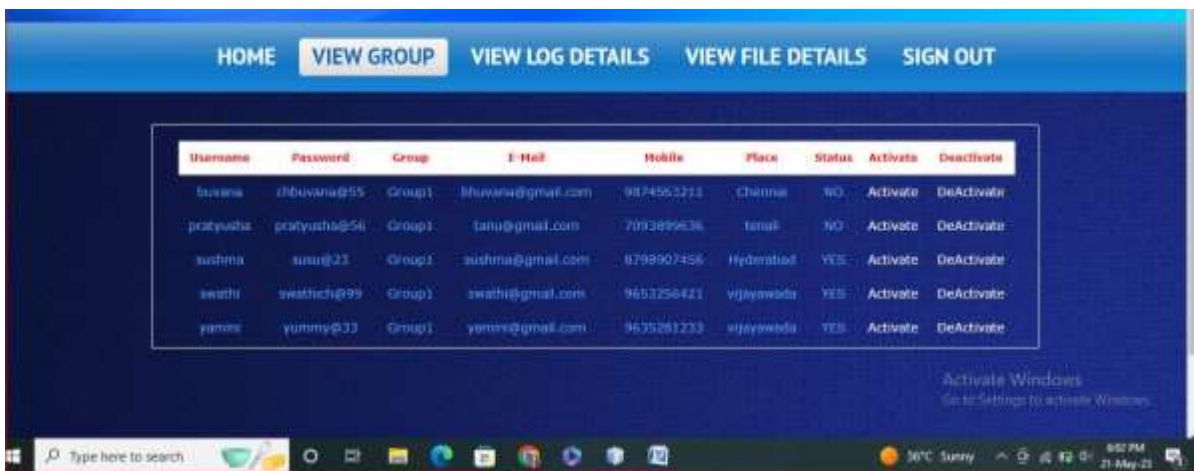 HOME VIEW GROUP VIEW LOG DETAILS VIEW FILE DETAILS SIGN OUT
Username Password Group E-Mail Mobile Place Status Activate Deactivate
buvana chbuvana@55 Group1 bhuvana@gmail.com 9874563211 Chennai NO Activate DeActivate
pratyusha pratyusha@56 Group1 tanu@gmail.com 7093899636 tenali NO Activate DeActivate
sushma susu@23 Group1 sushma@gmail.com 8798907456 Hyderabad YES Activate DeActivate
swathi swathich@99 Group1 swathi@gmail.com 9653256421 vijayawada YES Activate DeActivate
yamini yummy@33 Group1 yamini@gmail.com 9635281233 vijayawada YES Activate DeActivate
Activate Windows
Go to Settings to activate Windows.
Type here to search
Sunny
6:02 PM
21-May-23